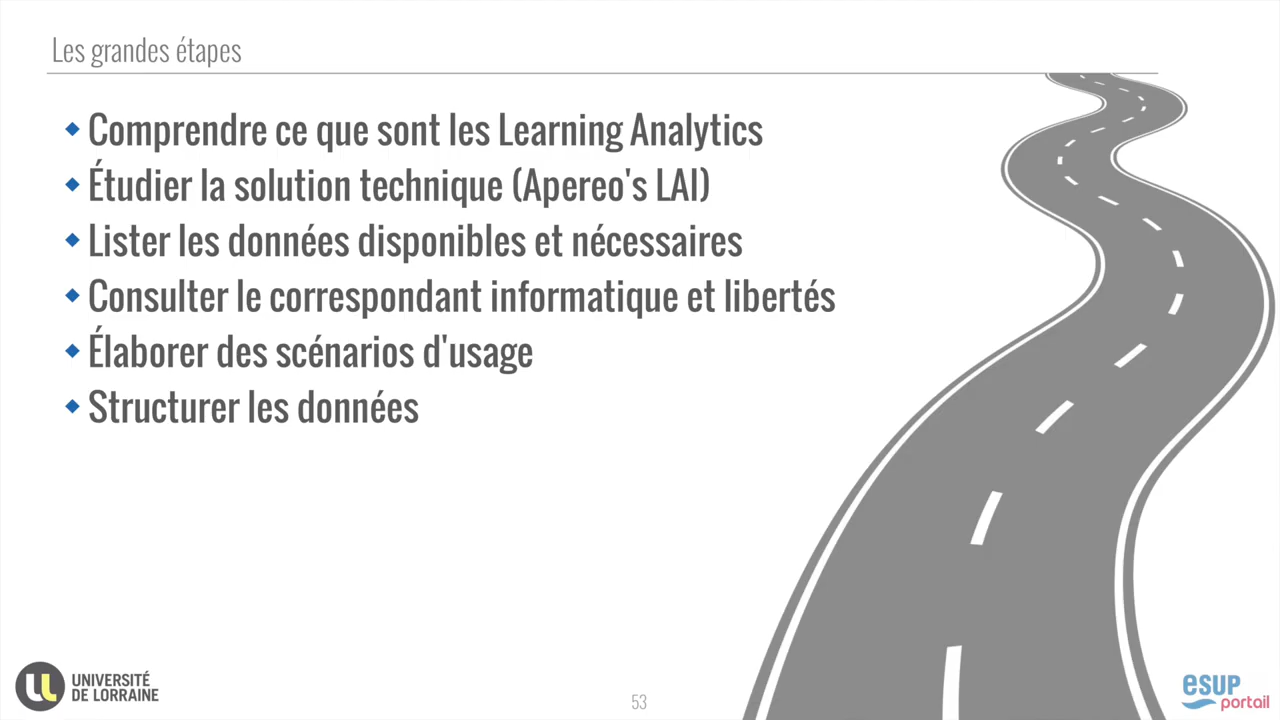 Les grandes étapes
Comprendre ce que sont les Learning Analytics
Étudier la solution technique (Apereo's LAI)
Lister les données disponibles et nécessaires
Consulter le correspondant informatique et libertés
Élaborer des scénarios d'usage
Structurer les données
UNIVERSITÉ
DE LORRAINE
53
esup
portail